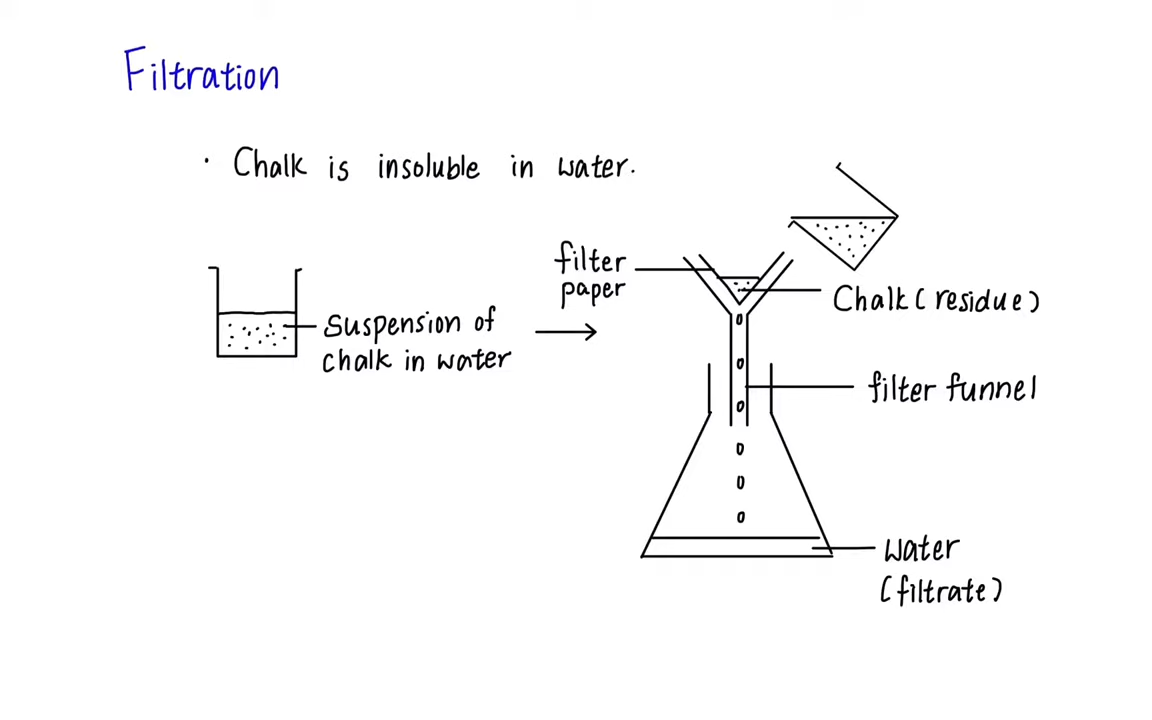 Filtration
· Chalk is insoluble in water.
filter
paper
Chalk (residue)
suspension of
chalk in water
filter funnel
water
(filtrate)